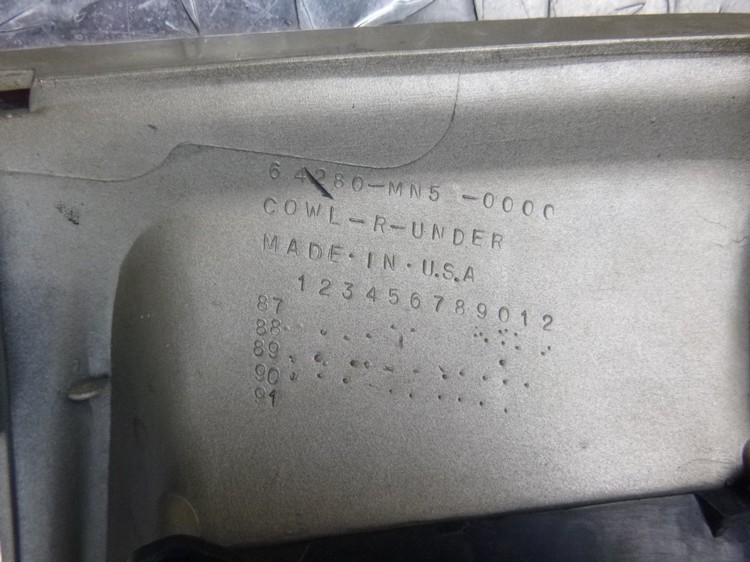 64280-MN5-0000
COWL-R-UNDER
MADE·IN·U.S.A
123456789012
87
88
89
90
91